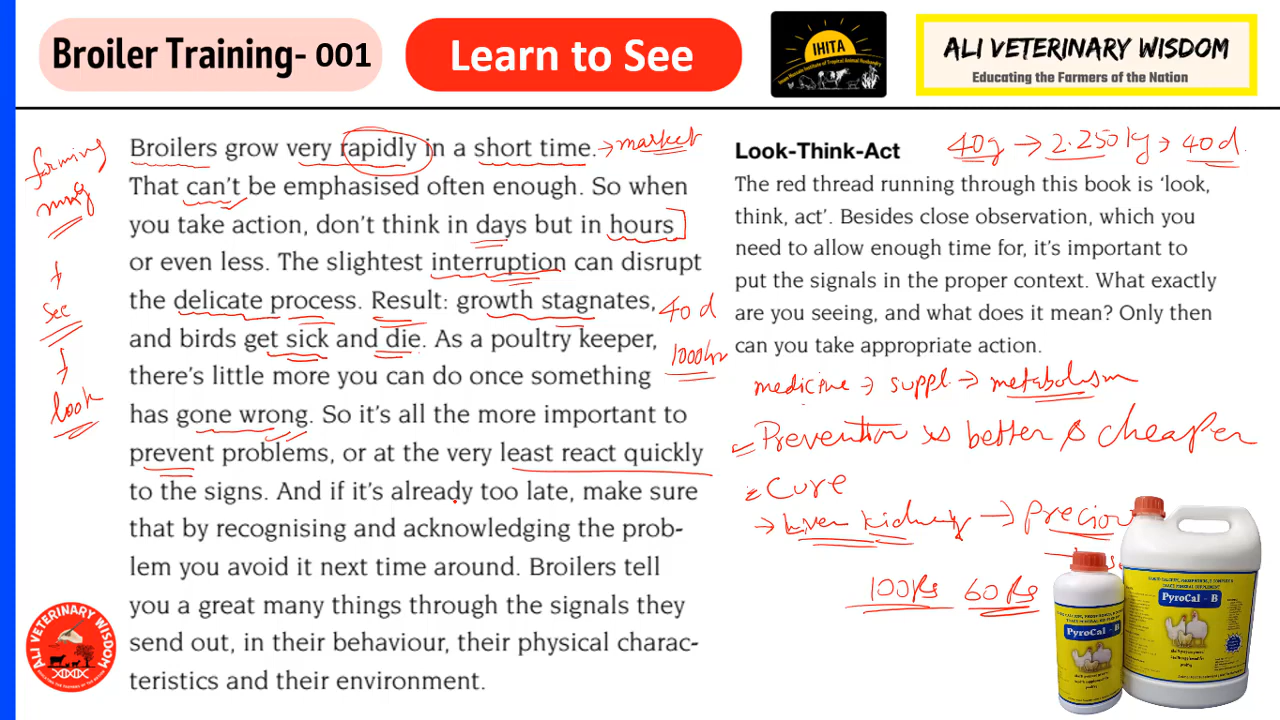 Broiler Training- 001
Learn to See
IHITA
ALI VETERINARY WISDOM
Educating the Farmers of the Nation
farming
see
look
Broilers grow very rapidly in a short time. → market
That can't be emphasised often enough. So when
you take action, don't think in days but in hours
or even less. The slightest interruption can disrupt
the delicate process. Result: growth stagnates,
and birds get sick and die. As a poultry keeper,
there's little more you can do once something
has gone wrong. So it's all the more important to
prevent problems, or at the very least react quickly
to the signs. And if it's already too late, make sure
that by recognising and acknowledging the prob-
lem you avoid it next time around. Broilers tell
you a great many things through the signals they
send out, in their behaviour, their physical charac-
teristics and their environment.
40 d
1000hr
40g → 2.250 kg → 40 d.
Look-Think-Act
The red thread running through this book is 'look,
think, act'. Besides close observation, which you
need to allow enough time for, it's important to
put the signals in the proper context. What exactly
are you seeing, and what does it mean? Only then
can you take appropriate action.
medicine → suppl. → metabolism
Prevention is better & cheaper
Cure
→ Liver kidney →
100Rs 60 Rs
PyroCal - B
PyroCal - B
ALI VETERINARY WISDOM